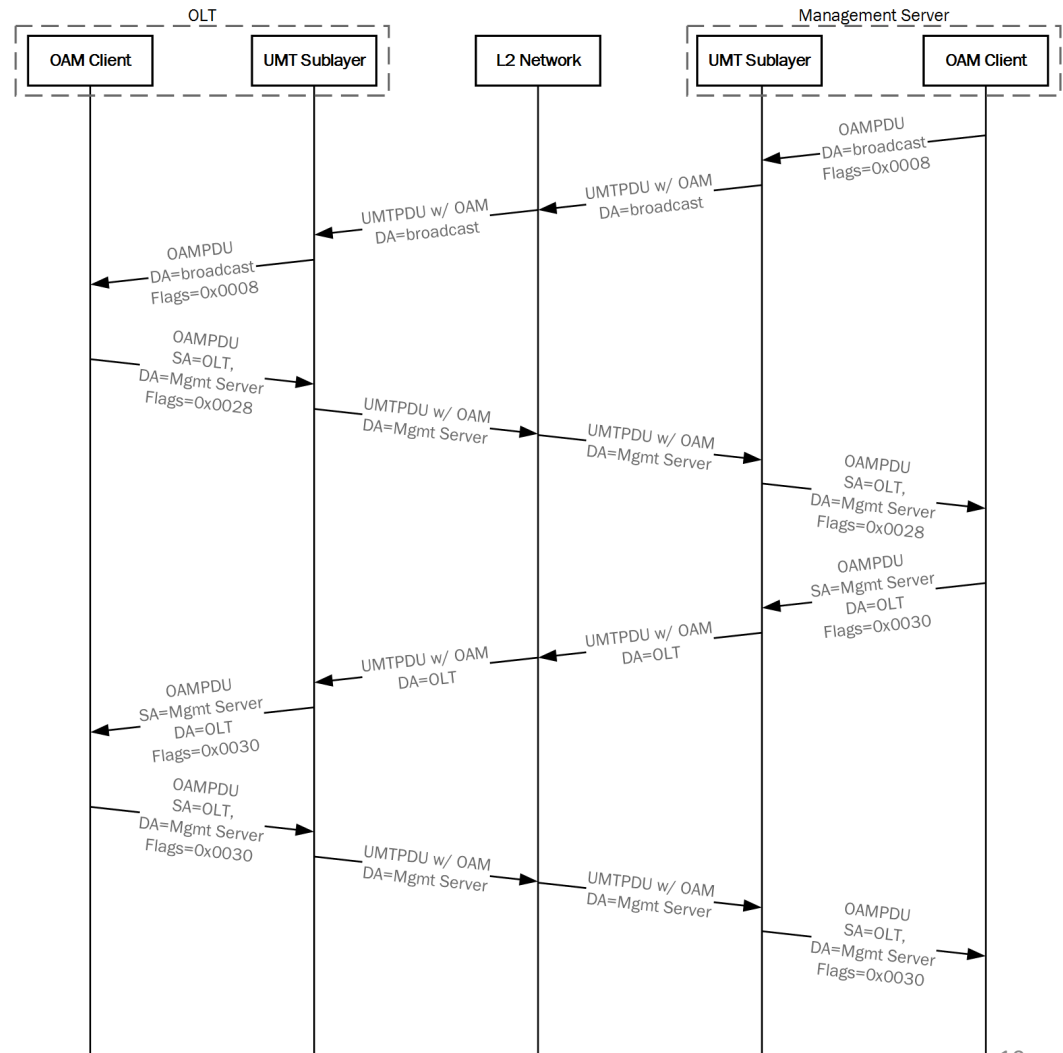 OLT
Management Server
OAM Client
UMT Sublayer
L2 Network
UMT Sublayer
OAM Client
OAMPDU
DA=broadcast
Flags=0x0008
UMTPDU w/ OAM
DA=broadcast
UMTPDU w/ OAM
DA=broadcast
OAMPDU
DA=broadcast
Flags=0x0008
OAMPDU
SA=OLT,
DA=Mgmt Server
Flags=0x0028
UMTPDU w/ OAM
DA=Mgmt Server
UMTPDU w/ OAM
DA=Mgmt Server
OAMPDU
SA=OLT,
DA=Mgmt Server
Flags=0x0028
OAMPDU
SA=Mgmt Server
DA=OLT
Flags=0x0030
UMTPDU w/ OAM
DA=OLT
UMTPDU w/ OAM
DA=OLT
OAMPDU
SA=Mgmt Server
DA=OLT
Flags=0x0030
OAMPDU
SA=OLT,
DA=Mgmt Server
Flags=0x0030
UMTPDU w/ OAM
DA=Mgmt Server
UMTPDU w/ OAM
DA=Mgmt Server
OAMPDU
SA=OLT,
DA=Mgmt Server
Flags=0x0030